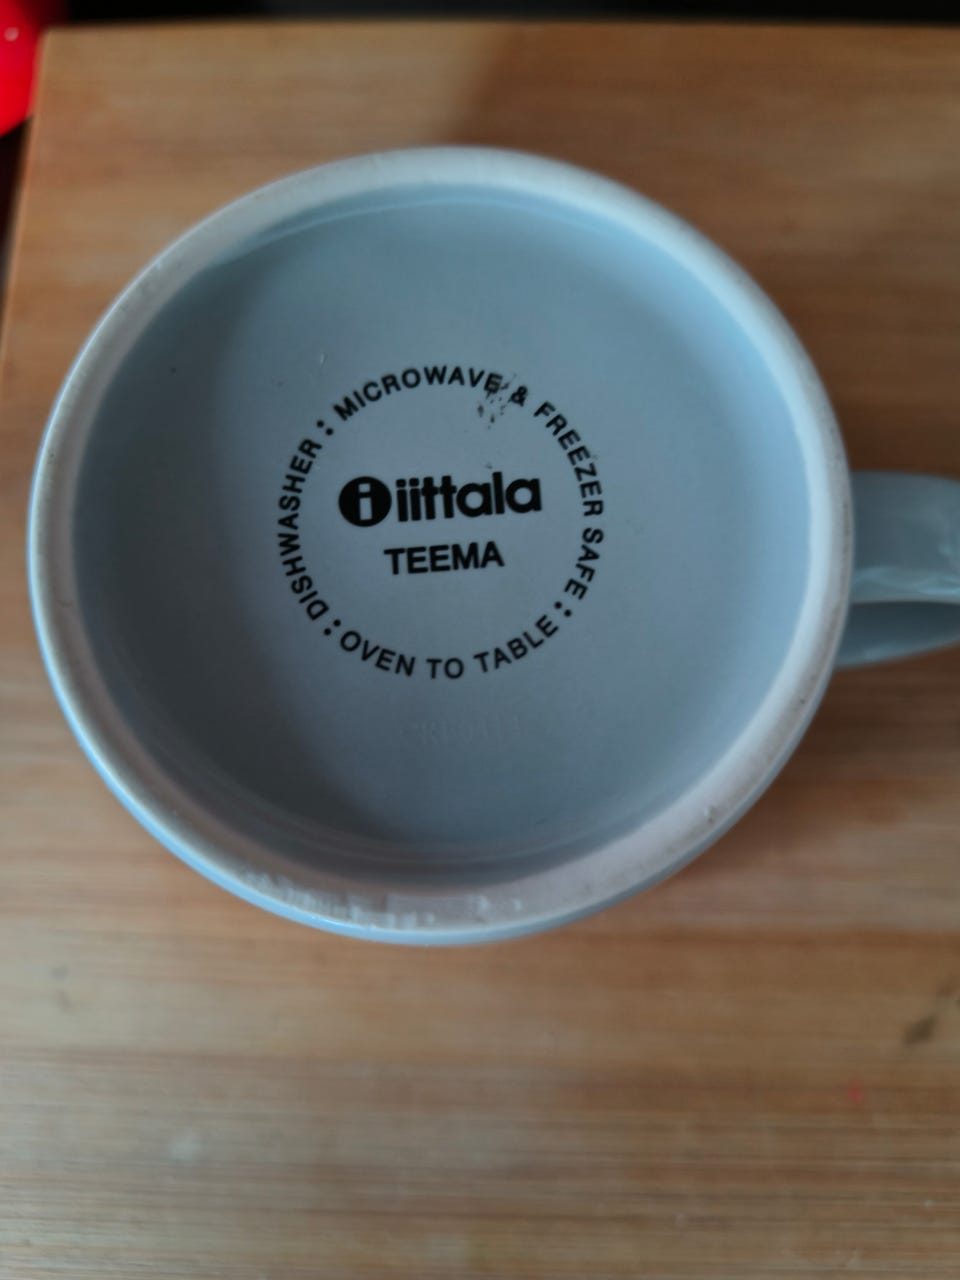 MICROWAVE & FREEZER SAFE : OVEN TO TABLE : DISHWASHER :
i iittala
TEEMA